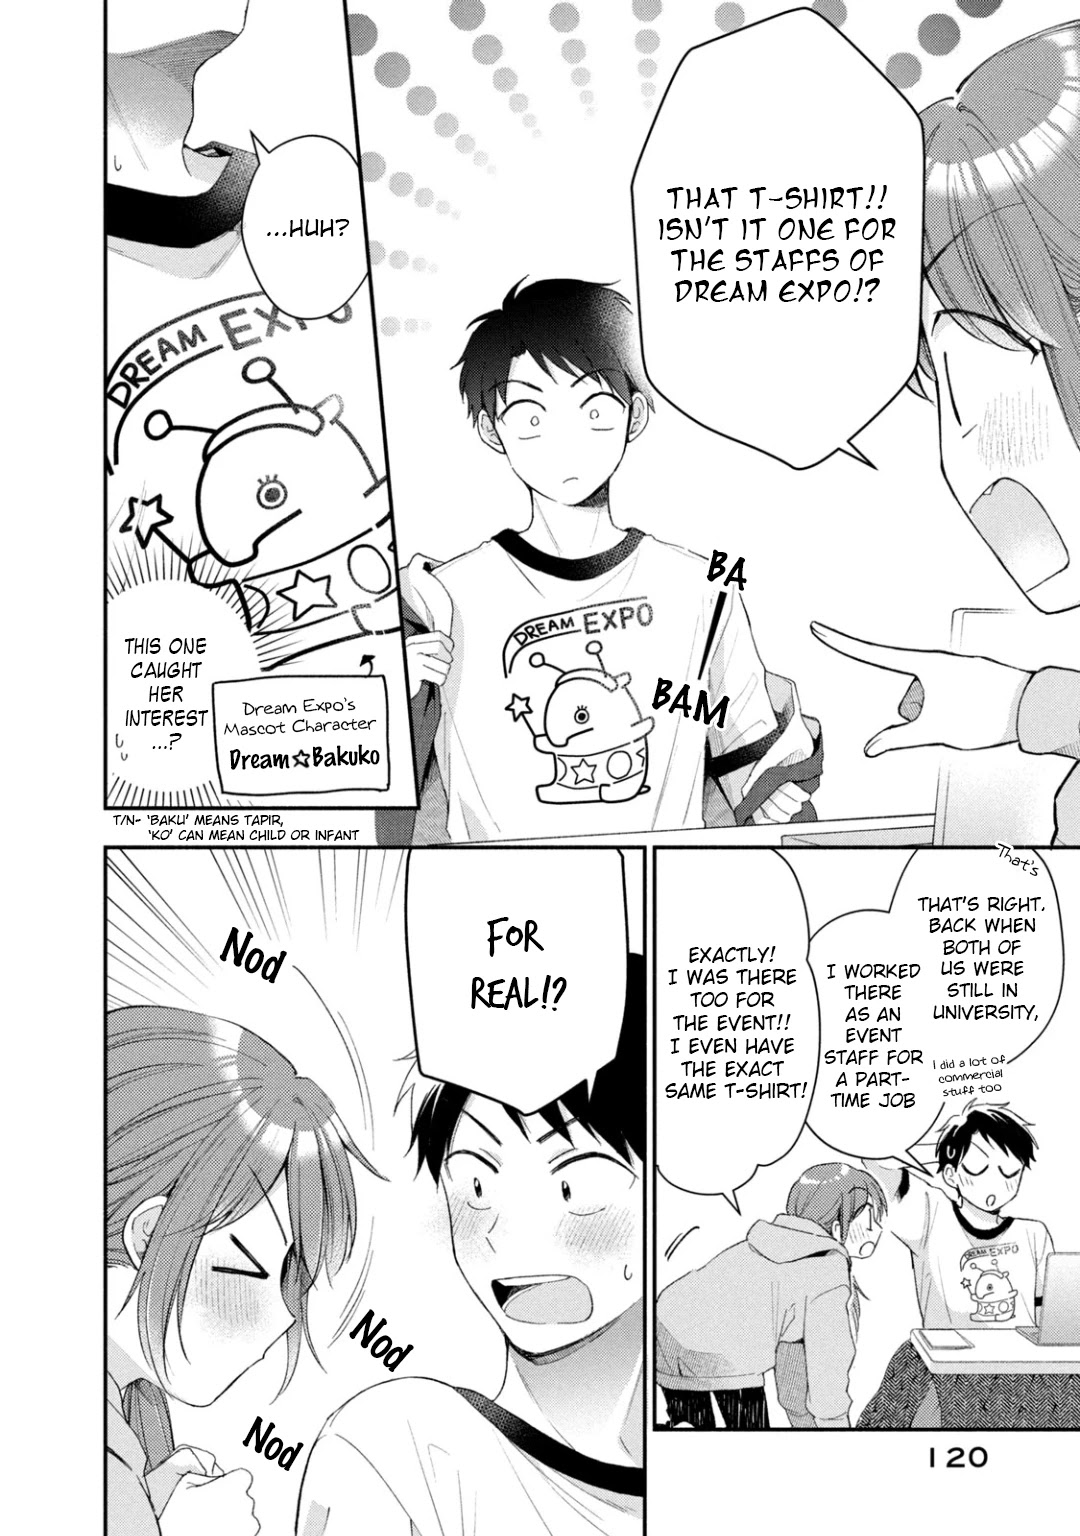 THAT T-SHIRT!!
ISN'T IT ONE FOR
THE STAFFS OF
DREAM EXPO!?
BA
BAM
DREAM EXPO
...HUH?
DREAM EXPO
THIS ONE
CAUGHT
HER
INTEREST
...?
Dream Expo's
Mascot Character
Dream☆Bakuko
T/N- 'BAKU' MEANS TAPIR,
'KO' CAN MEAN CHILD OR INFANT
That's
THAT'S RIGHT.
BACK WHEN
BOTH OF
US WERE
STILL IN
UNIVERSITY,
I did a lot of
commercial
stuff too
I WORKED
THERE
AS AN
EVENT
STAFF FOR
A PART-
TIME JOB
EXACTLY!
I WAS THERE
TOO FOR
THE EVENT!!
I EVEN HAVE
THE EXACT
SAME T-SHIRT!
DREAM EXPO
FOR
REAL!?
Nod
Nod
Nod
120